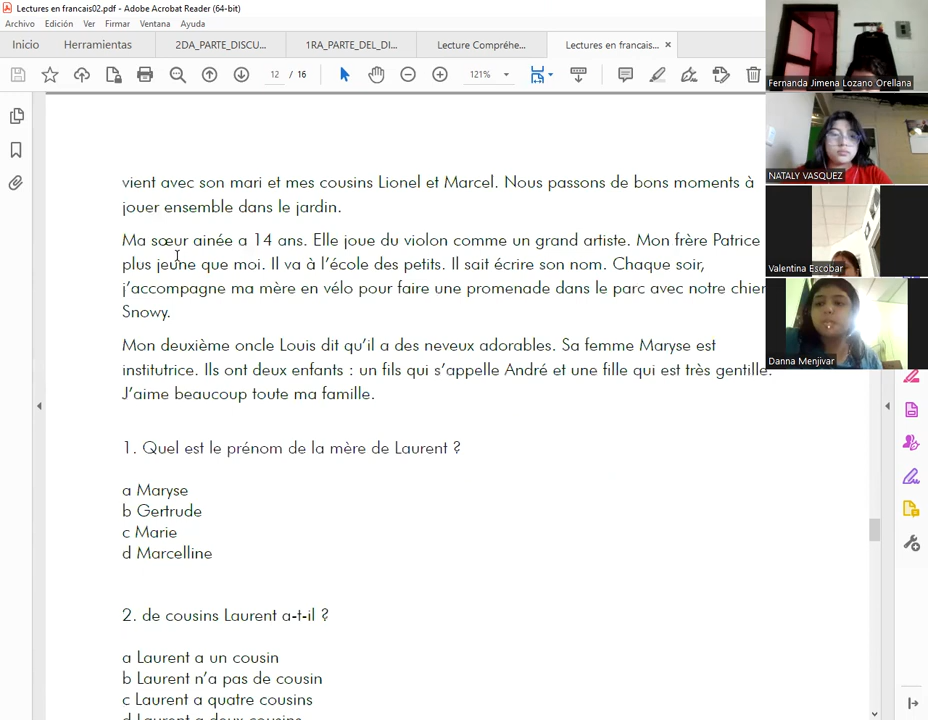 Lectures en francais02.pdf - Adobe Acrobat Reader (64-bit)
Archivo Edición Ver Firmar Ventana Ayuda
Inicio Herramientas 2DA_PARTE_DISCU... 1RA_PARTE_DEL_DI... Lecture Compréhe... Lectures en francais... ×
12 / 16 121%
Fernanda Jimena Lozano Orellana
NATALY VASQUEZ
Valentina Escobar
Danna Menjivar
vient avec son mari et mes cousins Lionel et Marcel. Nous passons de bons moments à
jouer ensemble dans le jardin.
Ma sœur ainée a 14 ans. Elle joue du violon comme un grand artiste. Mon frère Patrice
plus jeune que moi. Il va à l’école des petits. Il sait écrire son nom. Chaque soir,
j’accompagne ma mère en vélo pour faire une promenade dans le parc avec notre chien
Snowy.
Mon deuxième oncle Louis dit qu’il a des neveux adorables. Sa femme Maryse est
institutrice. Ils ont deux enfants : un fils qui s’appelle André et une fille qui est très gentille.
J’aime beaucoup toute ma famille.
1. Quel est le prénom de la mère de Laurent ?
a Maryse
b Gertrude
c Marie
d Marcelline
2. de cousins Laurent a-t-il ?
a Laurent a un cousin
b Laurent n’a pas de cousin
c Laurent a quatre cousins
d Laurent a deux cousins